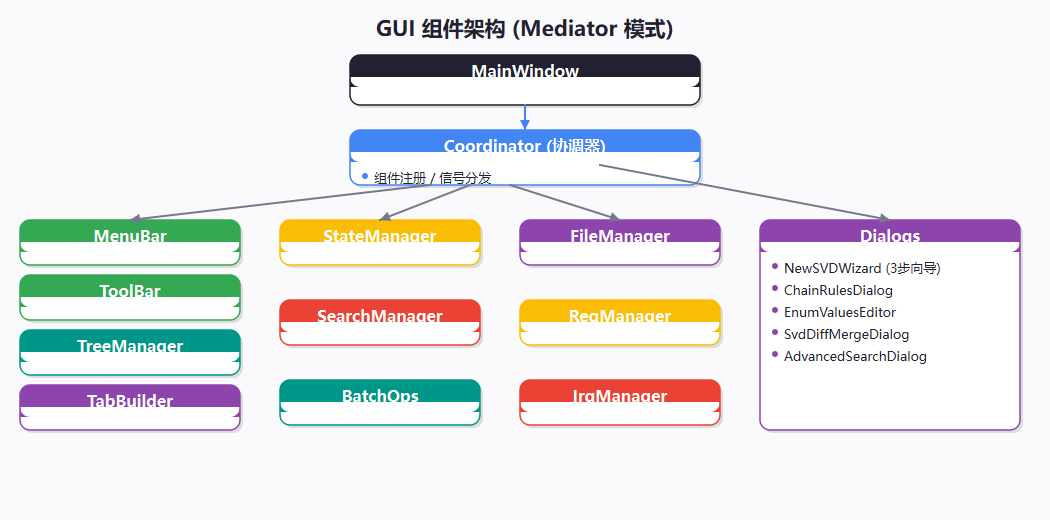 GUI 组件架构 (Mediator 模式)
MainWindow
Coordinator (协调器)
组件注册 / 信号分发
MenuBar
StateManager
FileManager
Dialogs
NewSVDWizard (3步向导)
ChainRulesDialog
EnumValuesEditor
SvdDiffMergeDialog
AdvancedSearchDialog
ToolBar
SearchManager
RegManager
TreeManager
TabBuilder
BatchOps
IrqManager